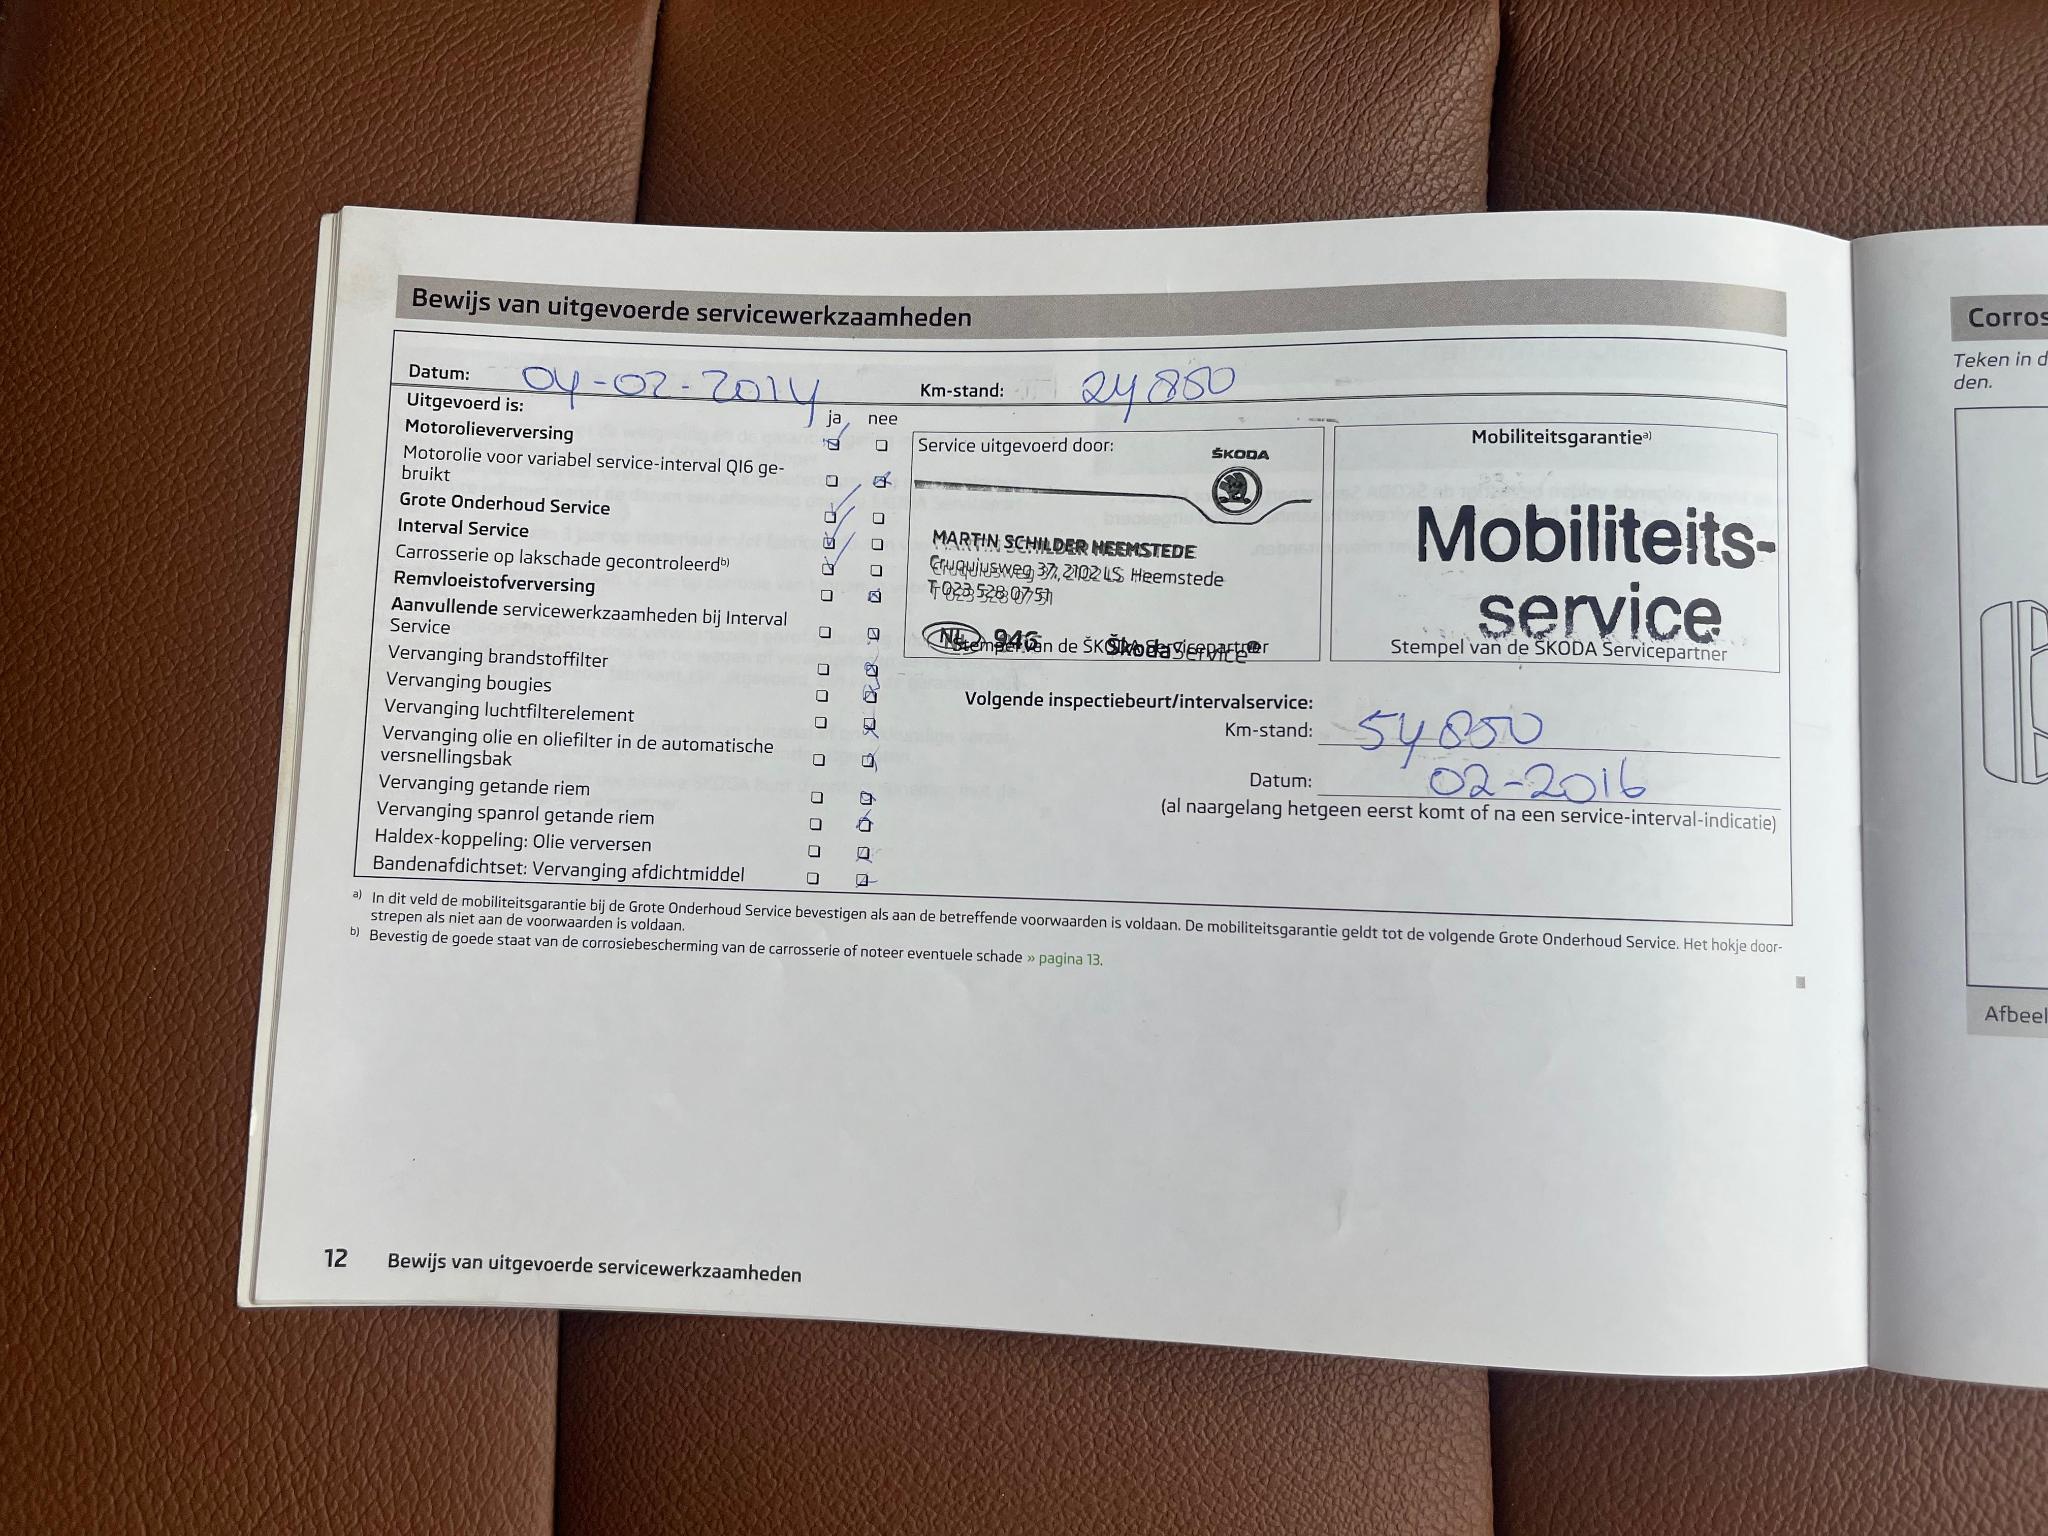 Bewijs van uitgevoerde servicewerkzaamheden
Datum: 04-02-2014 Km-stand: 24850
Uitgevoerd is:
ja nee
Motorolieverversing
Motorolie voor variabel service-interval QI6 ge-
bruikt
Grote Onderhoud Service
Interval Service
Carrosserie op lakschade gecontroleerd b)
Remvloeistofverversing
Aanvullende servicewerkzaamheden bij Interval
Service
Vervanging brandstoffilter
Vervanging bougies
Vervanging luchtfilterelement
Vervanging olie en oliefilter in de automatische
versnellingsbak
Vervanging getande riem
Vervanging spanrol getande riem
Haldex-koppeling: Olie verversen
Bandenafdichtset: Vervanging afdichtmiddel
Service uitgevoerd door:
ŠKODA
MARTIN SCHILDER HEEMSTEDE
Cruquiusweg 37, 2102 LS Heemstede
T 023 528 07 51
NL 946 ŠkodaService
Stempel van de ŠKODA Servicepartner
Mobiliteitsgarantie a)
Mobiliteits-
service
Stempel van de ŠKODA Servicepartner
Volgende inspectiebeurt/intervalservice:
Km-stand: 54850
Datum: 02-2016
(al naargelang hetgeen eerst komt of na een service-interval-indicatie)
a) In dit veld de mobiliteitsgarantie bij de Grote Onderhoud Service bevestigen als aan de betreffende voorwaarden is voldaan. De mobiliteitsgarantie geldt tot de volgende Grote Onderhoud Service. Het hokje door-
strepen als niet aan de voorwaarden is voldaan.
b) Bevestig de goede staat van de corrosiebescherming van de carrosserie of noteer eventuele schade » pagina 13.
12 Bewijs van uitgevoerde servicewerkzaamheden
Corros
Teken in d
den.
Afbeel